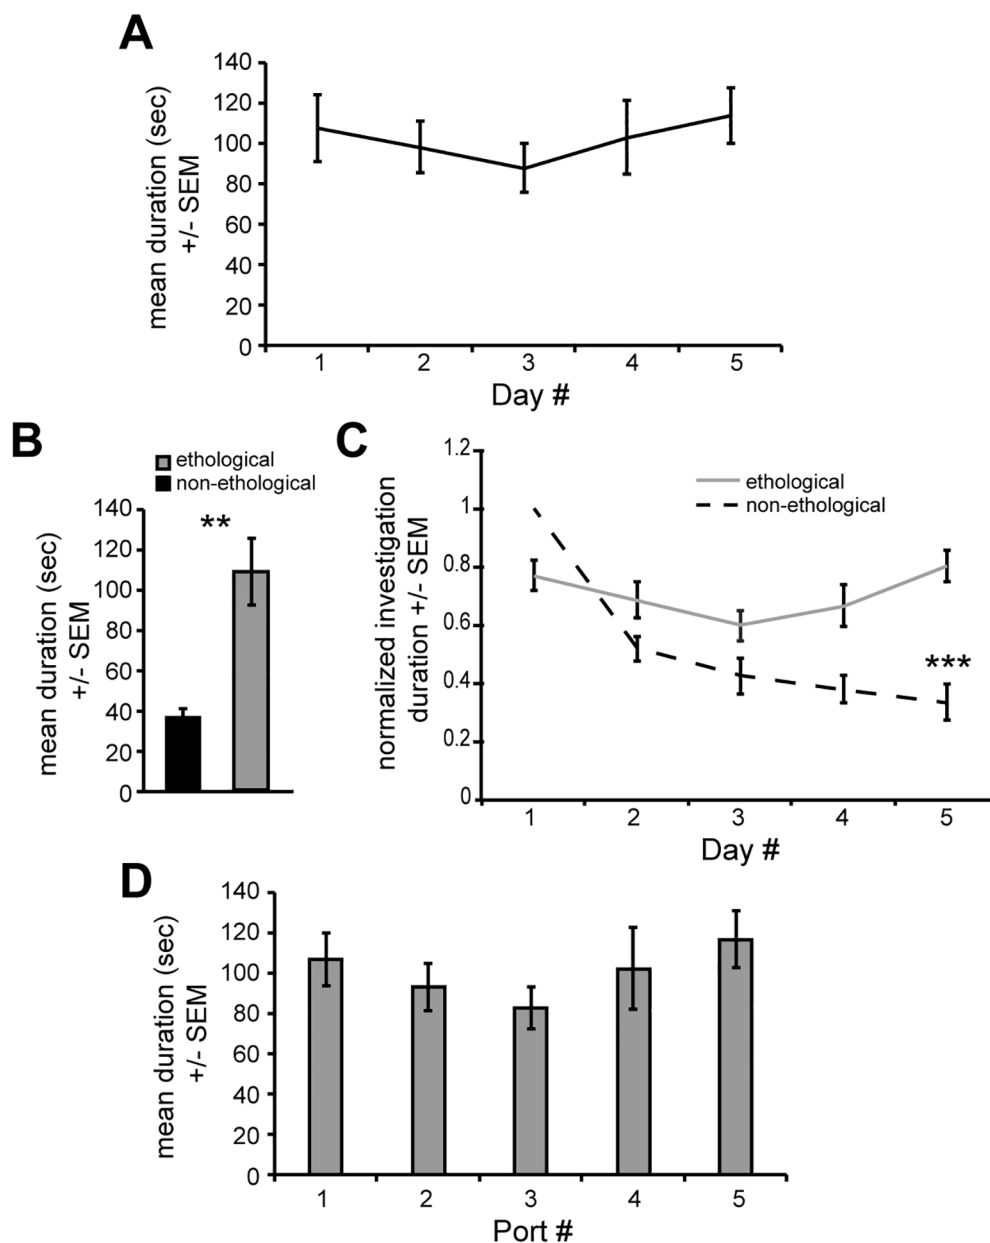 A
140
120
100
80
60
40
20
0
mean duration (sec)
+/- SEM
1 2 3 4 5
Day #
B
ethological
non-ethological
140
120
100
80
60
40
20
0
mean duration (sec)
+/- SEM
**
C
1.2
1
0.8
0.6
0.4
0.2
0
normalized investigation
duration +/- SEM
ethological
non-ethological
***
1 2 3 4 5
Day #
D
140
120
100
80
60
40
20
0
mean duration (sec)
+/- SEM
1 2 3 4 5
Port #